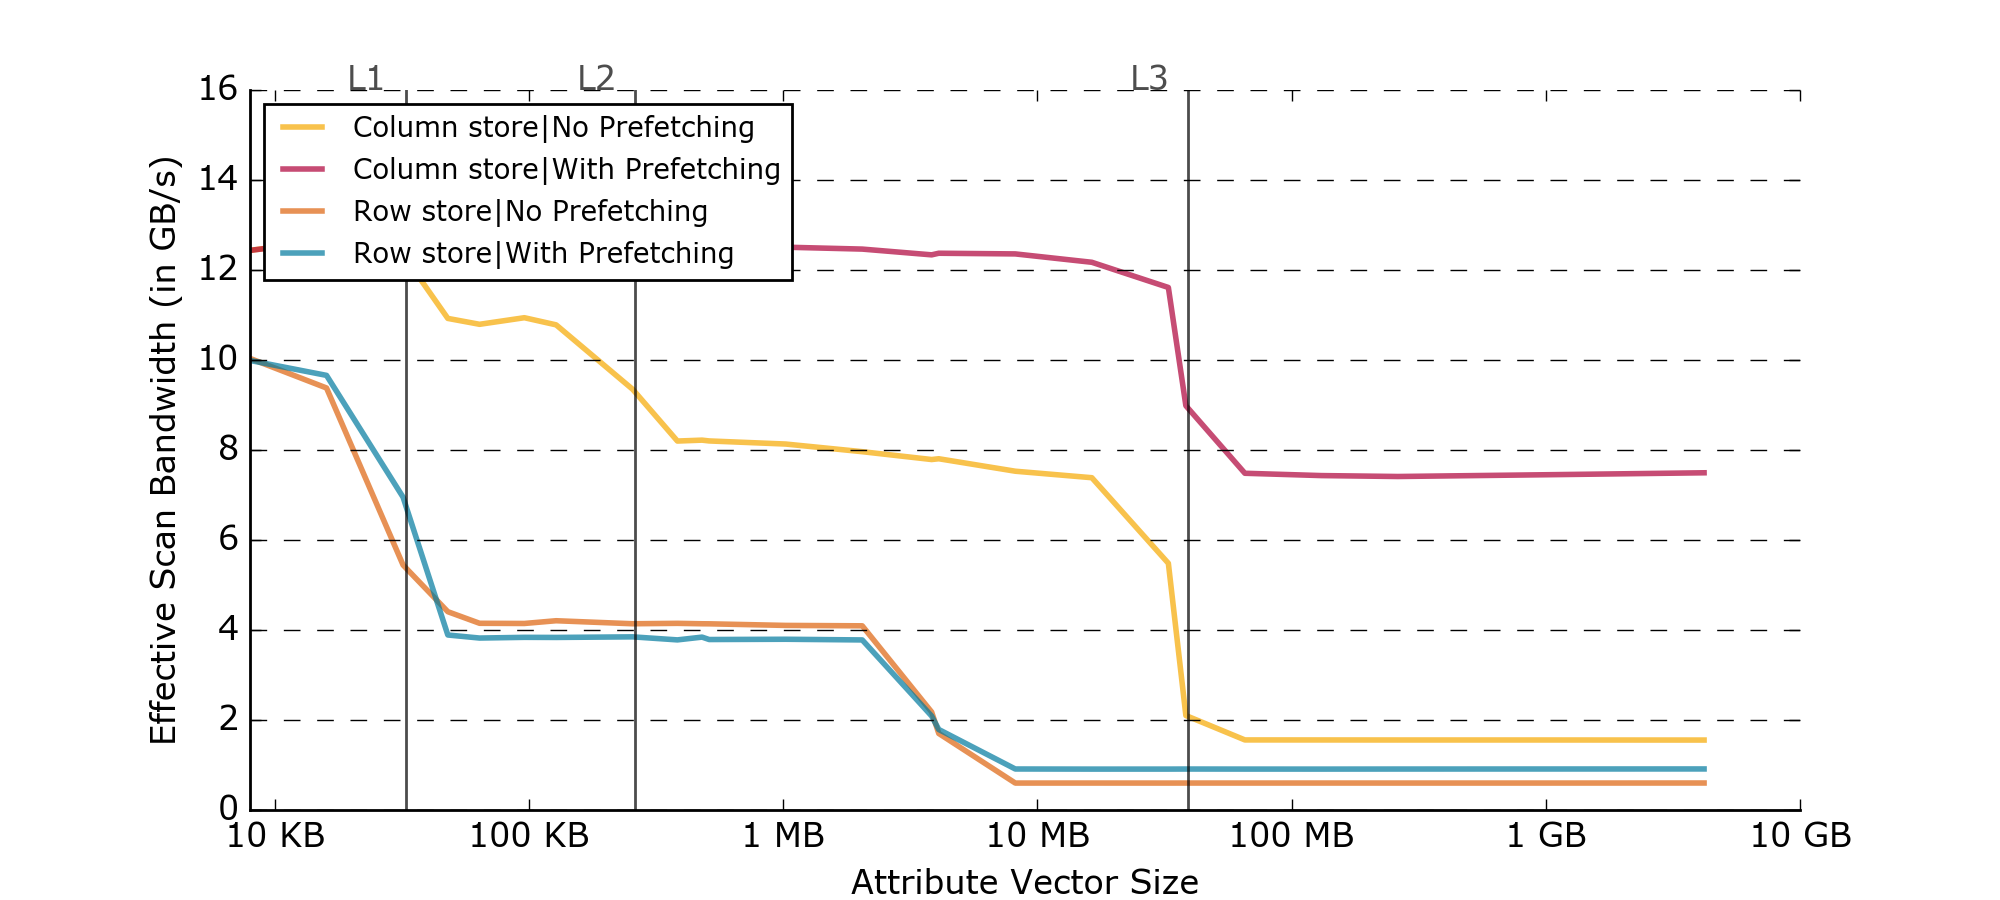 L1 L2 L3
16
14
12
10
8
6
4
2
0
Effective Scan Bandwidth (in GB/s)
Column store|No Prefetching
Column store|With Prefetching
Row store|No Prefetching
Row store|With Prefetching
10 KB 100 KB 1 MB 10 MB 100 MB 1 GB 10 GB
Attribute Vector Size